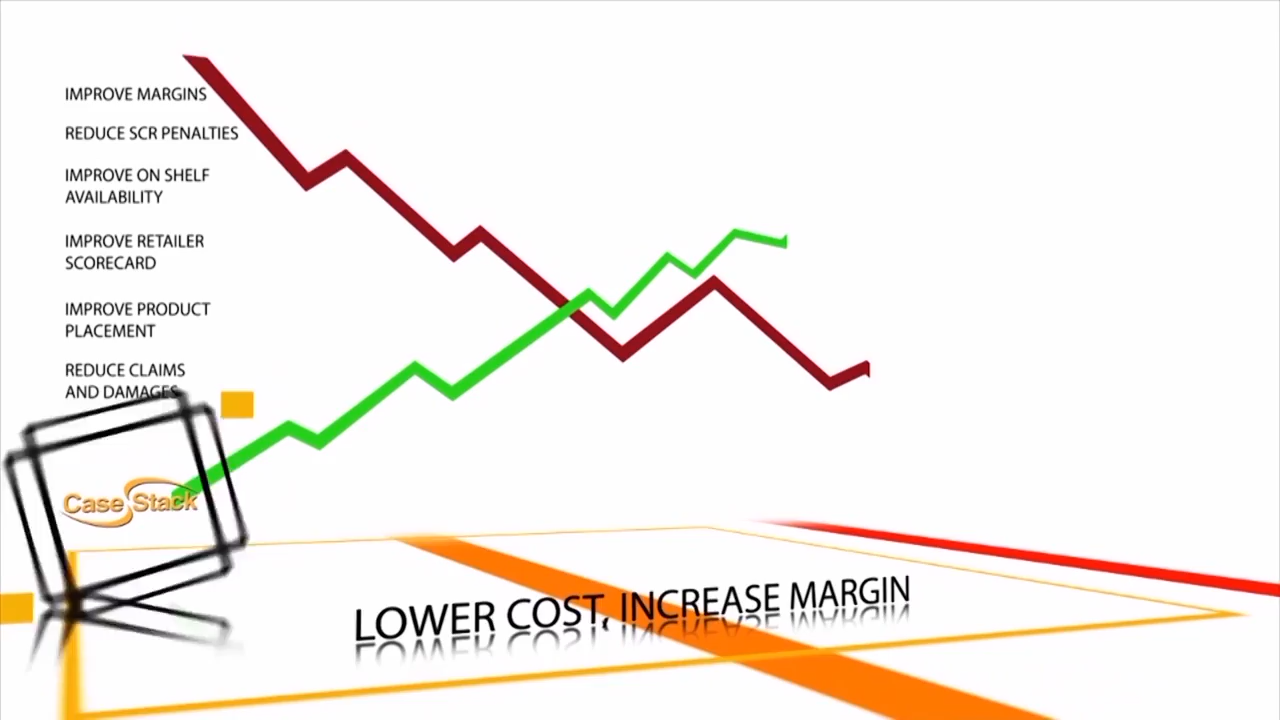 IMPROVE MARGINS
REDUCE SCR PENALTIES
IMPROVE ON SHELF
AVAILABILITY
IMPROVE RETAILER
SCORECARD
IMPROVE PRODUCT
PLACEMENT
REDUCE CLAIMS
AND DAMAGES
Case Stack
LOWER COST, INCREASE MARGIN